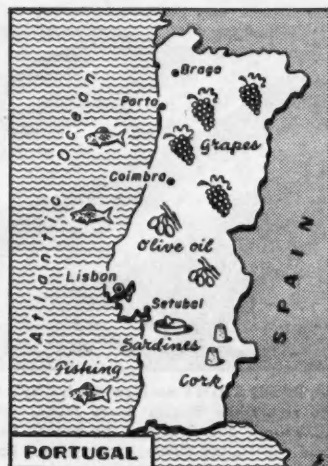 Braga
Porto
Grapes
Coimbra
Atlantic Ocean
Olive oil
Lisbon
Setubal
Sardines
Cork
Fishing
SPAIN
PORTUGAL